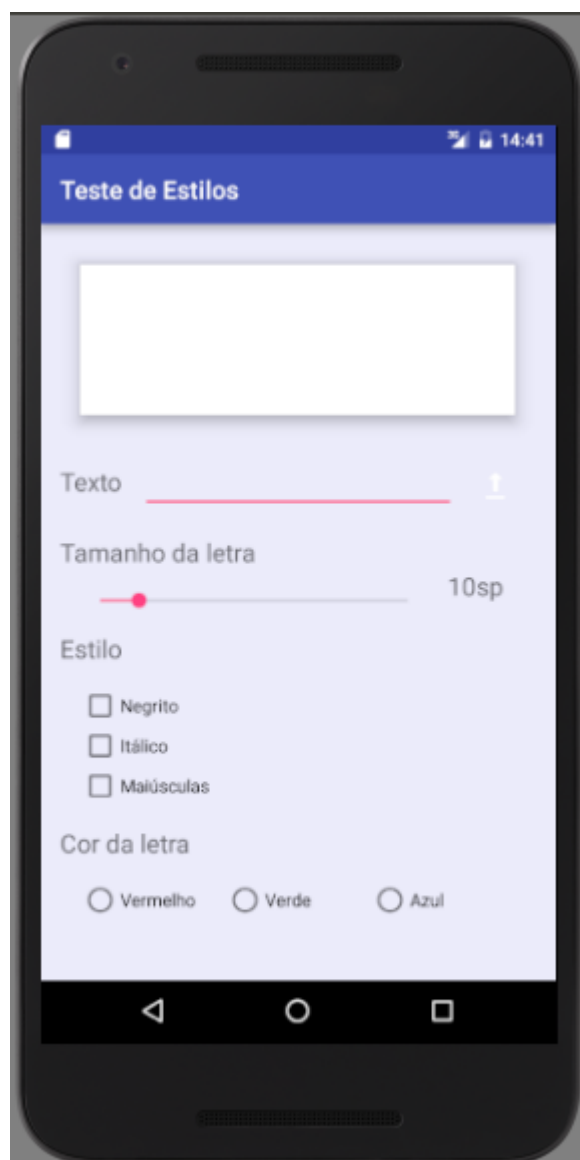 14:41
Teste de Estilos
Texto
Tamanho da letra
10sp
Estilo
Negrito
Itálico
Maiúsculas
Cor da letra
Vermelho Verde Azul